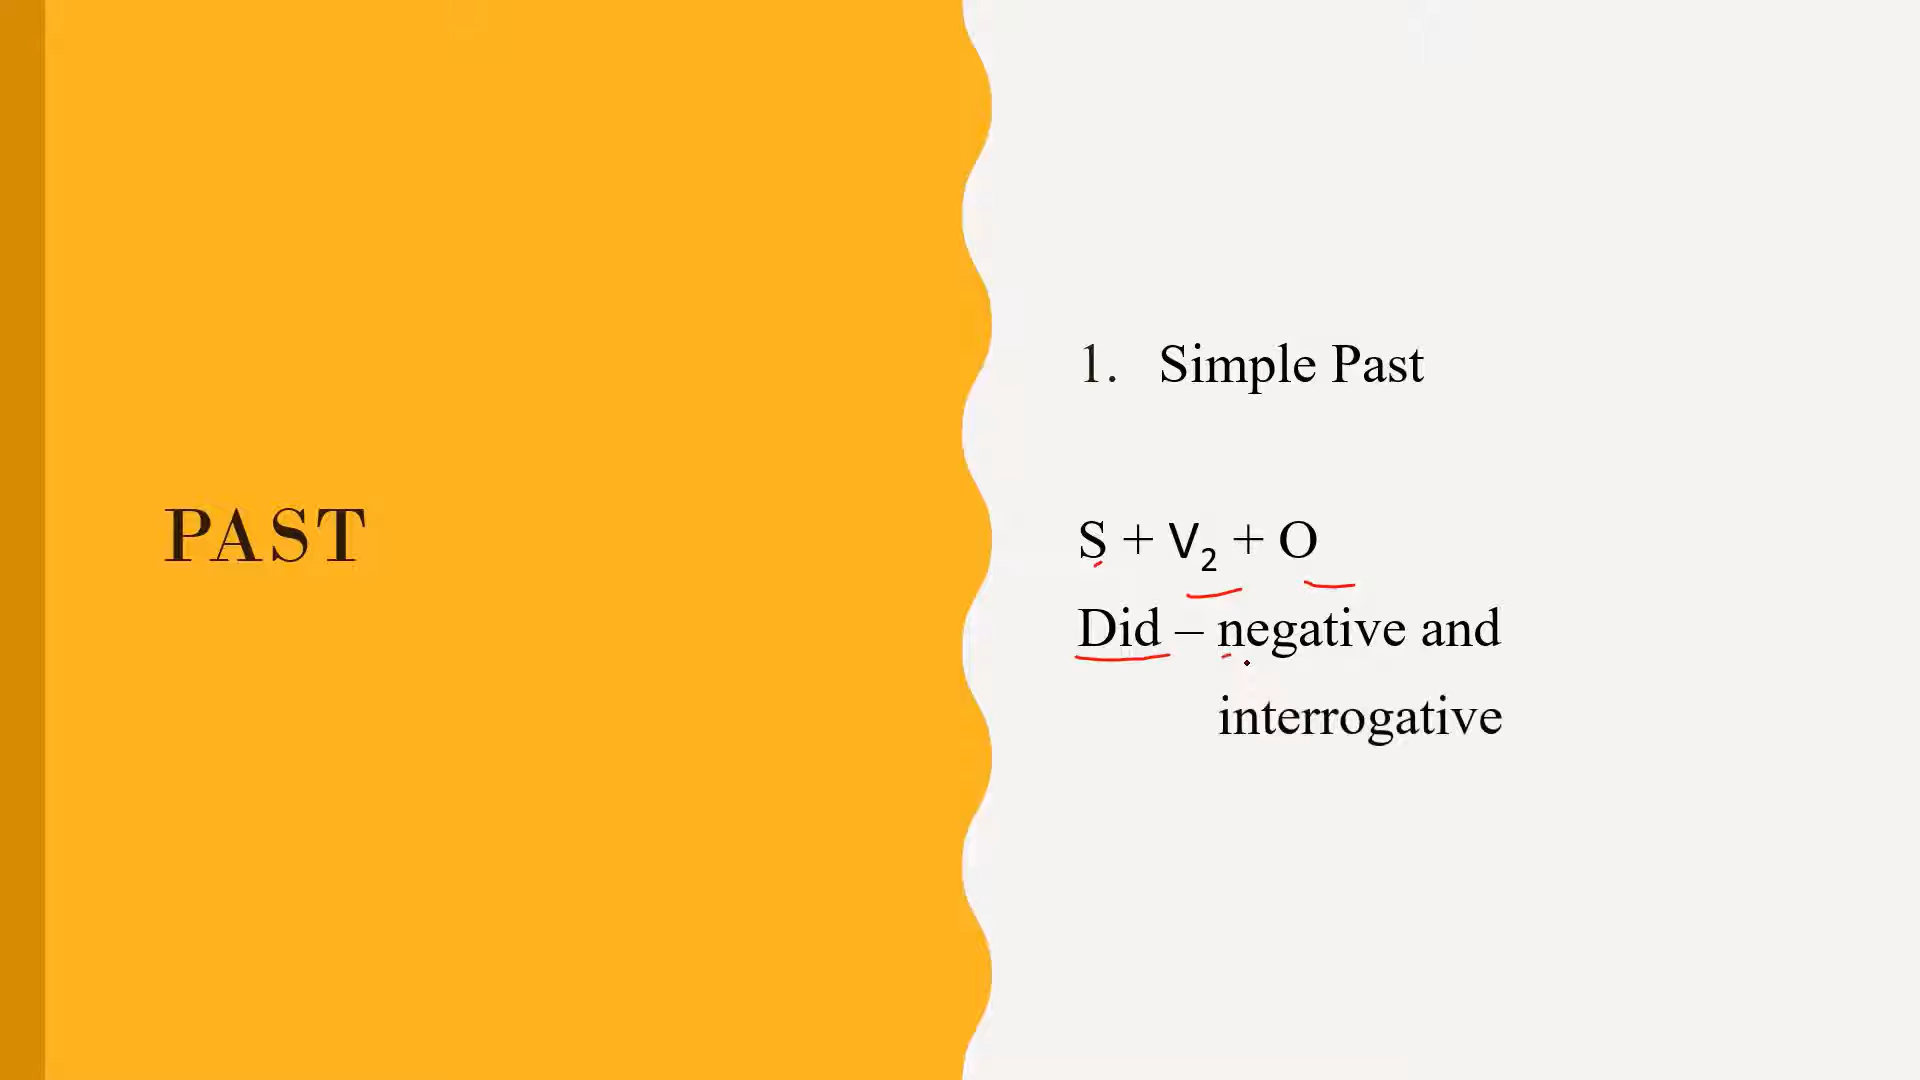 PAST
1. Simple Past
S + V₂ + O
Did – negative and
interrogative